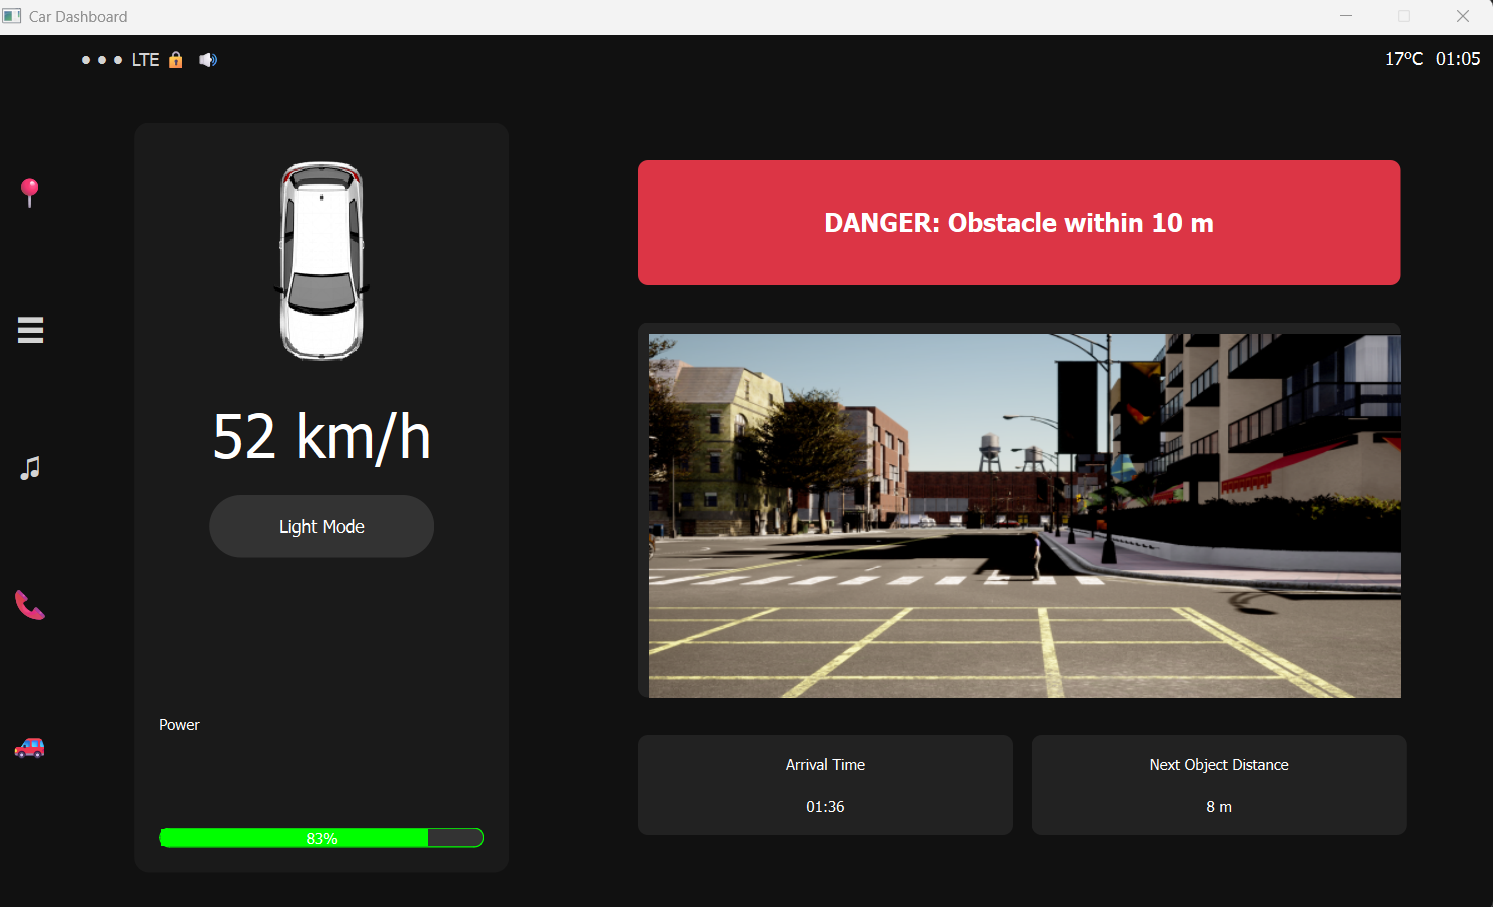 Car Dashboard
LTE
17°C 01:05
DANGER: Obstacle within 10 m
52 km/h
Light Mode
Power
83%
Arrival Time
01:36
Next Object Distance
8 m